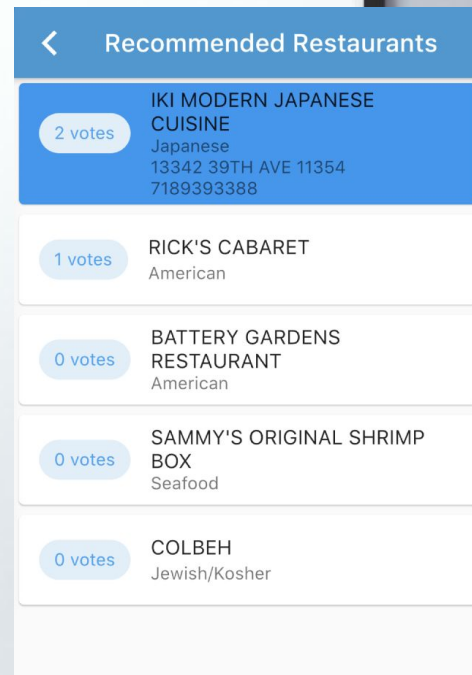 Recommended Restaurants
2 votes
IKI MODERN JAPANESE
CUISINE
Japanese
13342 39TH AVE 11354
7189393388
1 votes
RICK'S CABARET
American
0 votes
BATTERY GARDENS
RESTAURANT
American
0 votes
SAMMY'S ORIGINAL SHRIMP
BOX
Seafood
0 votes
COLBEH
Jewish/Kosher